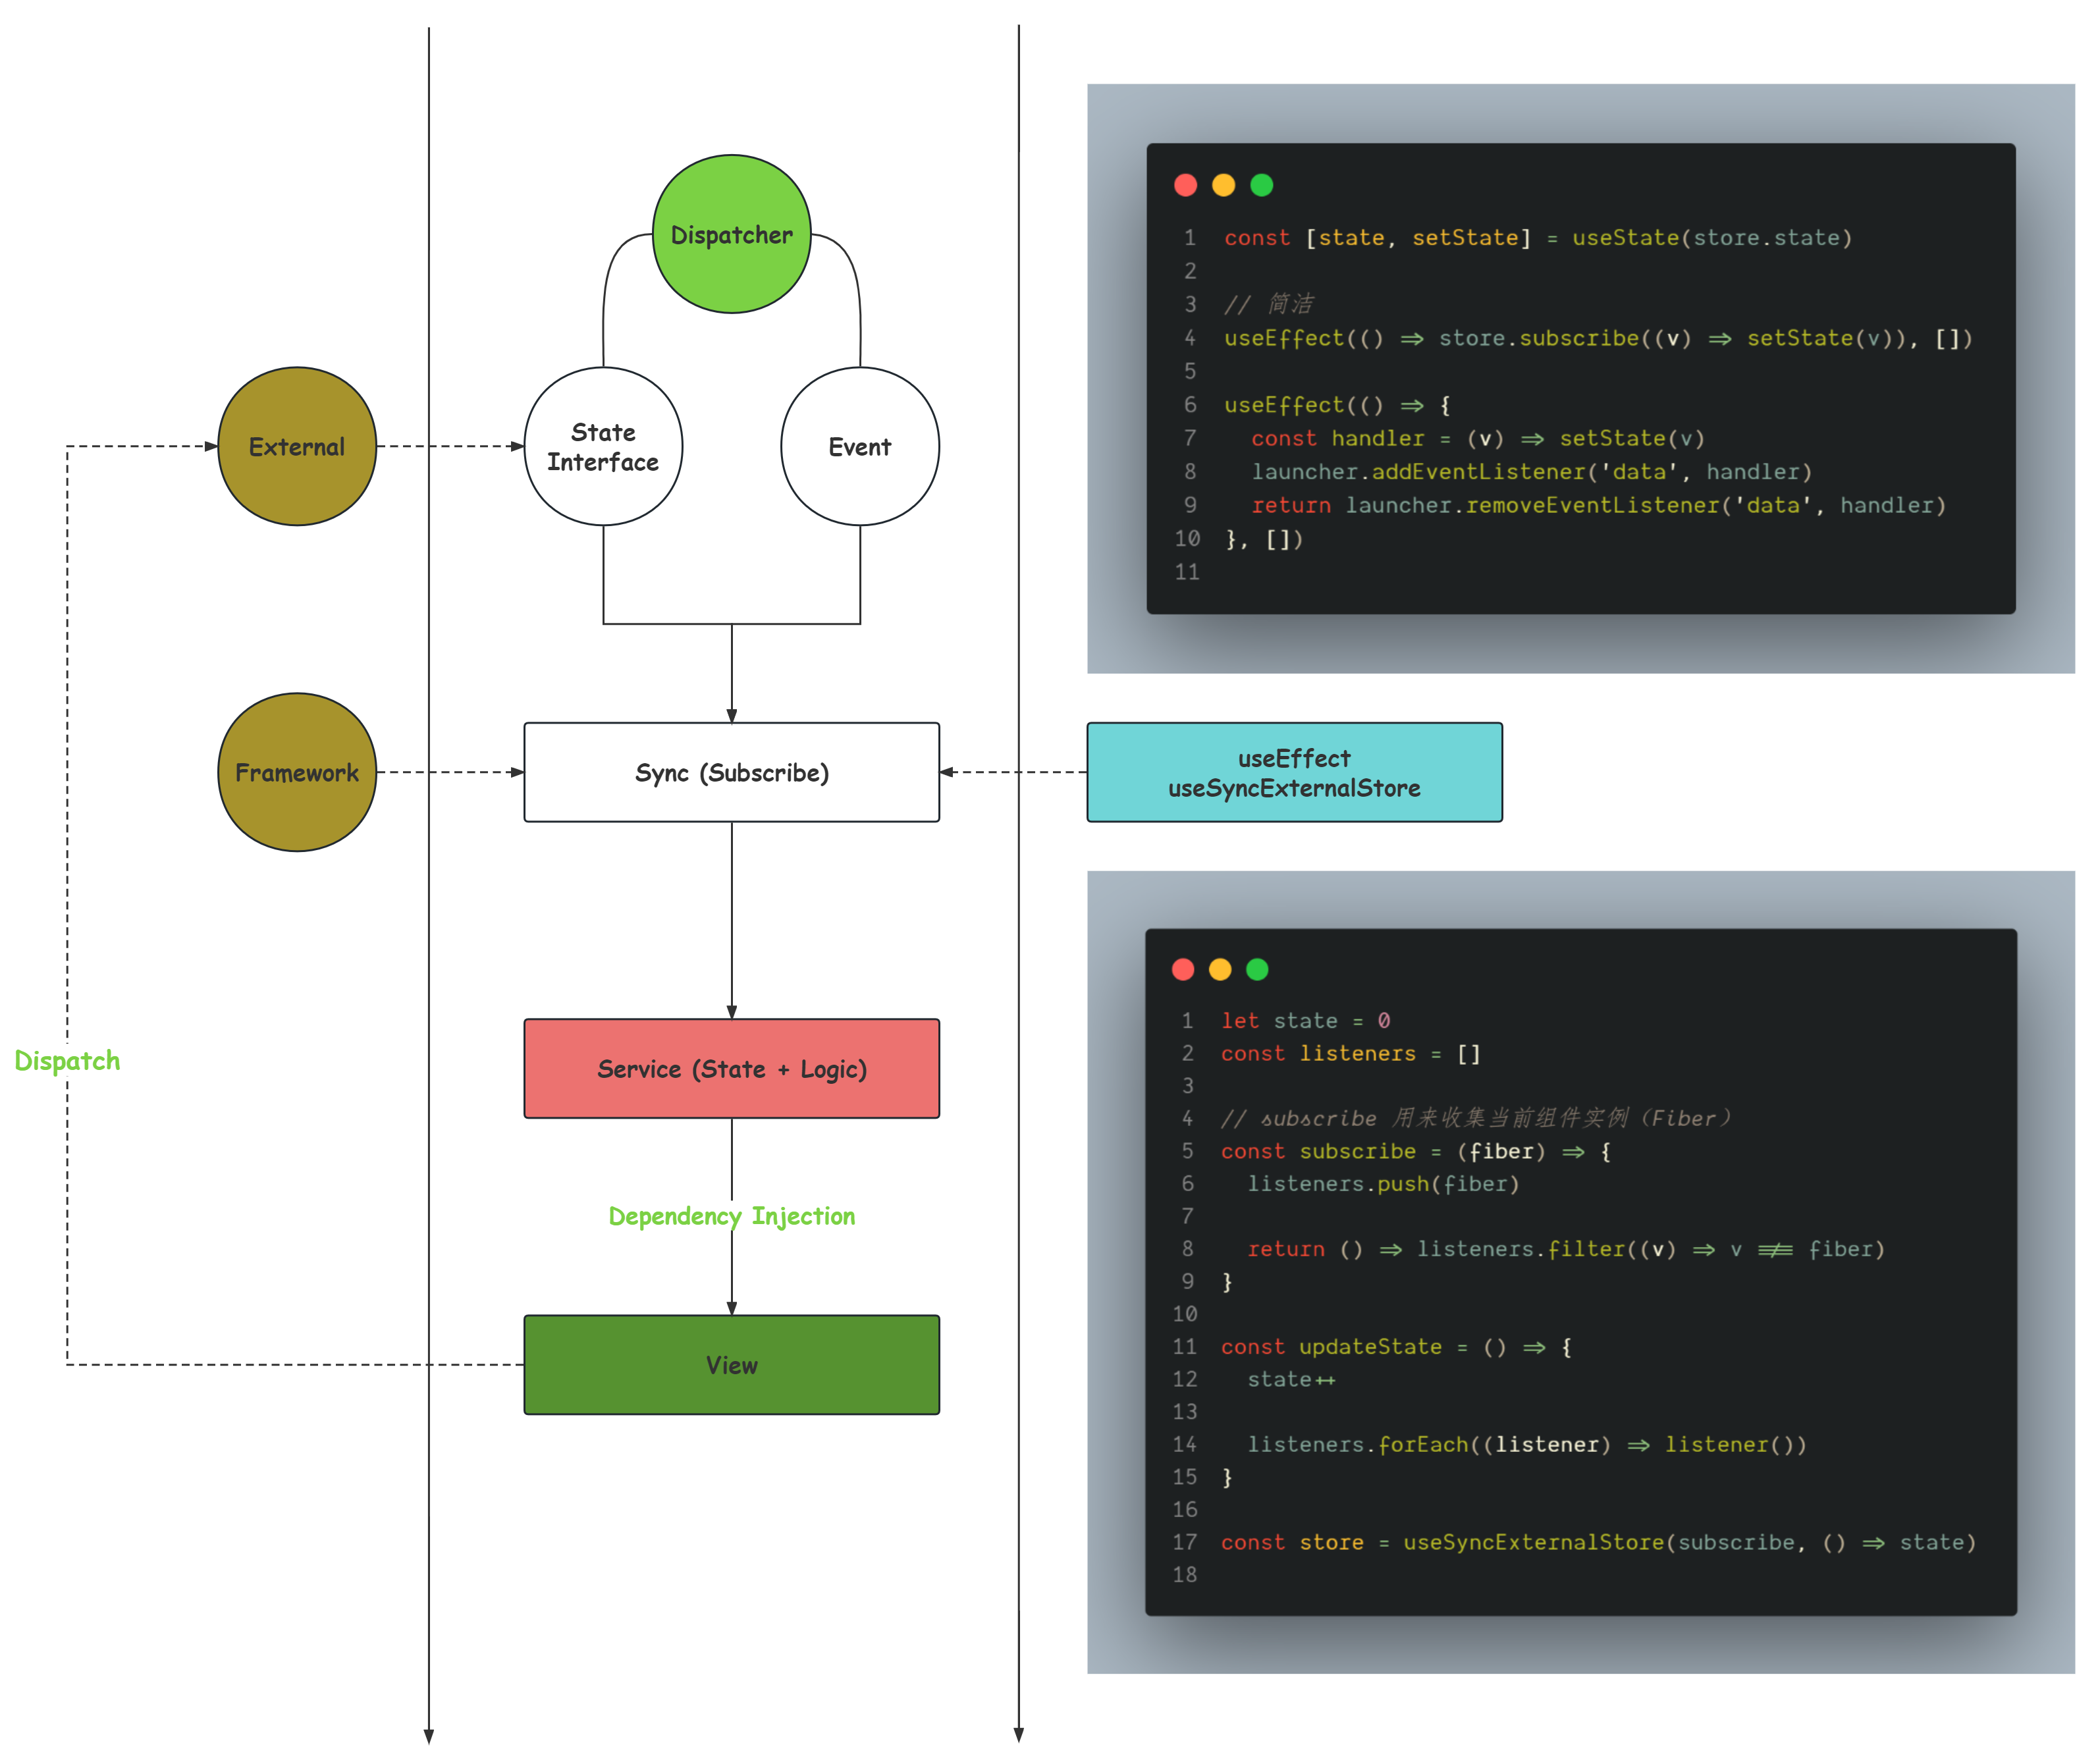 Dispatcher
External
State
Interface
Event
Framework
Sync (Subscribe)
useEffect
useSyncExternalStore
Service (State + Logic)
Dispatch
Dependency Injection
View
1 const [state, setState] = useState(store.state)
2
3 // 简洁
4 useEffect(() => store.subscribe((v) => setState(v)), [])
5
6 useEffect(() => {
7 const handler = (v) => setState(v)
8 launcher.addEventListener('data', handler)
9 return launcher.removeEventListener('data', handler)
10 }, [])
11
1 let state = 0
2 const listeners = []
3
4 // subscribe 用来收集当前组件实例（Fiber）
5 const subscribe = (fiber) => {
6 listeners.push(fiber)
7
8 return () => listeners.filter((v) => v !== fiber)
9 }
10
11 const updateState = () => {
12 state++
13
14 listeners.forEach((listener) => listener())
15 }
16
17 const store = useSyncExternalStore(subscribe, () => state)
18